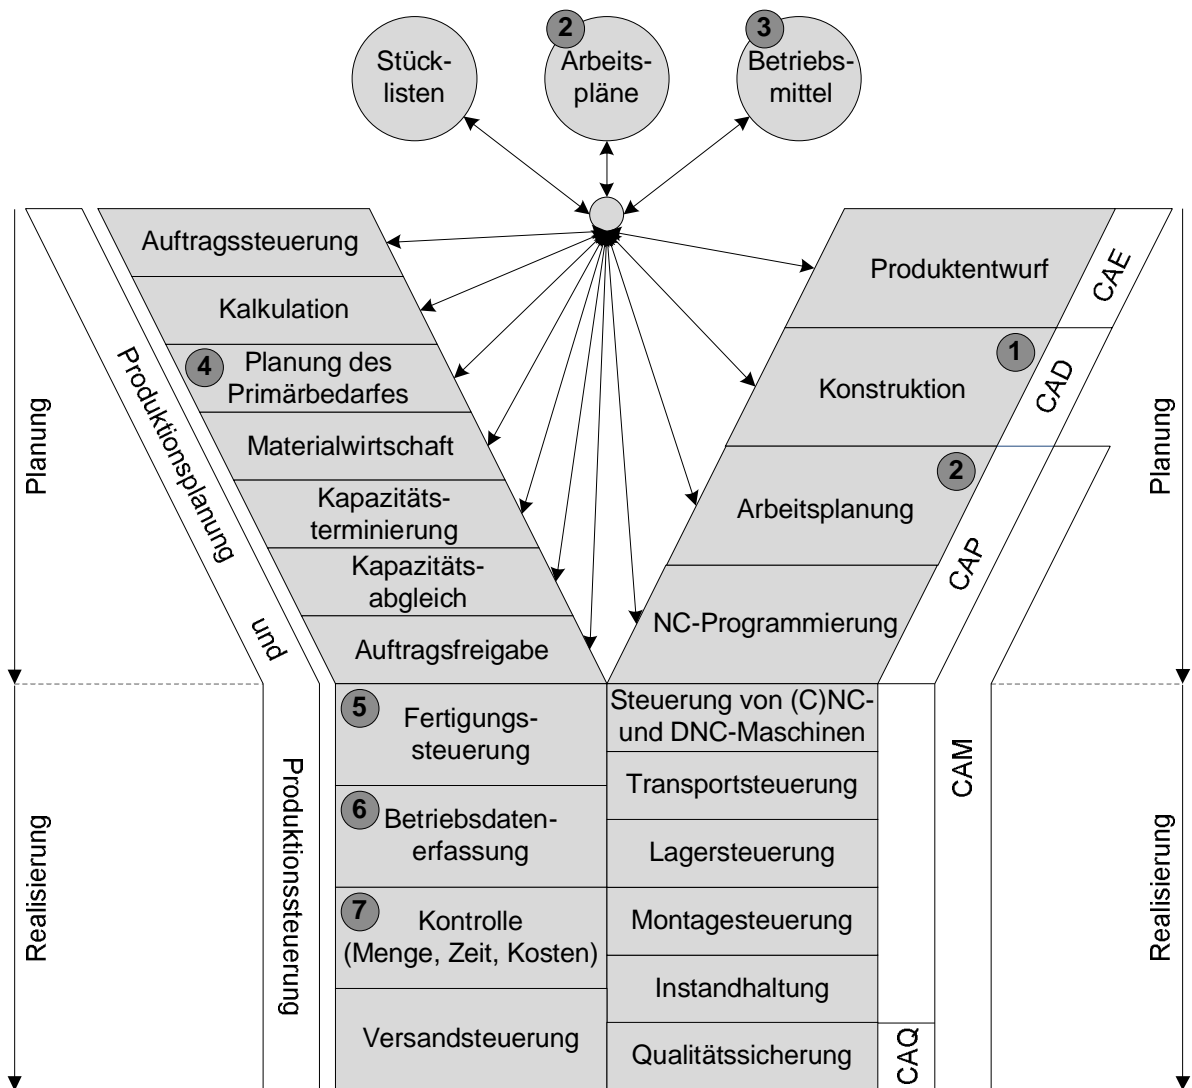 2
3
Stück-
listen
Arbeits-
pläne
Betriebs-
mittel
Auftragssteuerung
Kalkulation
4
Planung des
Primärbedarfes
Materialwirtschaft
Kapazitäts-
terminierung
Kapazitäts-
abgleich
Auftragsfreigabe
Produktentwurf
1
Konstruktion
2
Arbeitsplanung
NC-Programmierung
CAE
CAD
CAP
CAM
CAQ
Planung
Realisierung
Produktionsplanung
und
Produktionssteuerung
5
Fertigungs-
steuerung
6
Betriebsdaten-
erfassung
7
Kontrolle
(Menge, Zeit, Kosten)
Versandsteuerung
Steuerung von (C)NC-
und DNC-Maschinen
Transportsteuerung
Lagersteuerung
Montagesteuerung
Instandhaltung
Qualitätssicherung
Planung
Realisierung